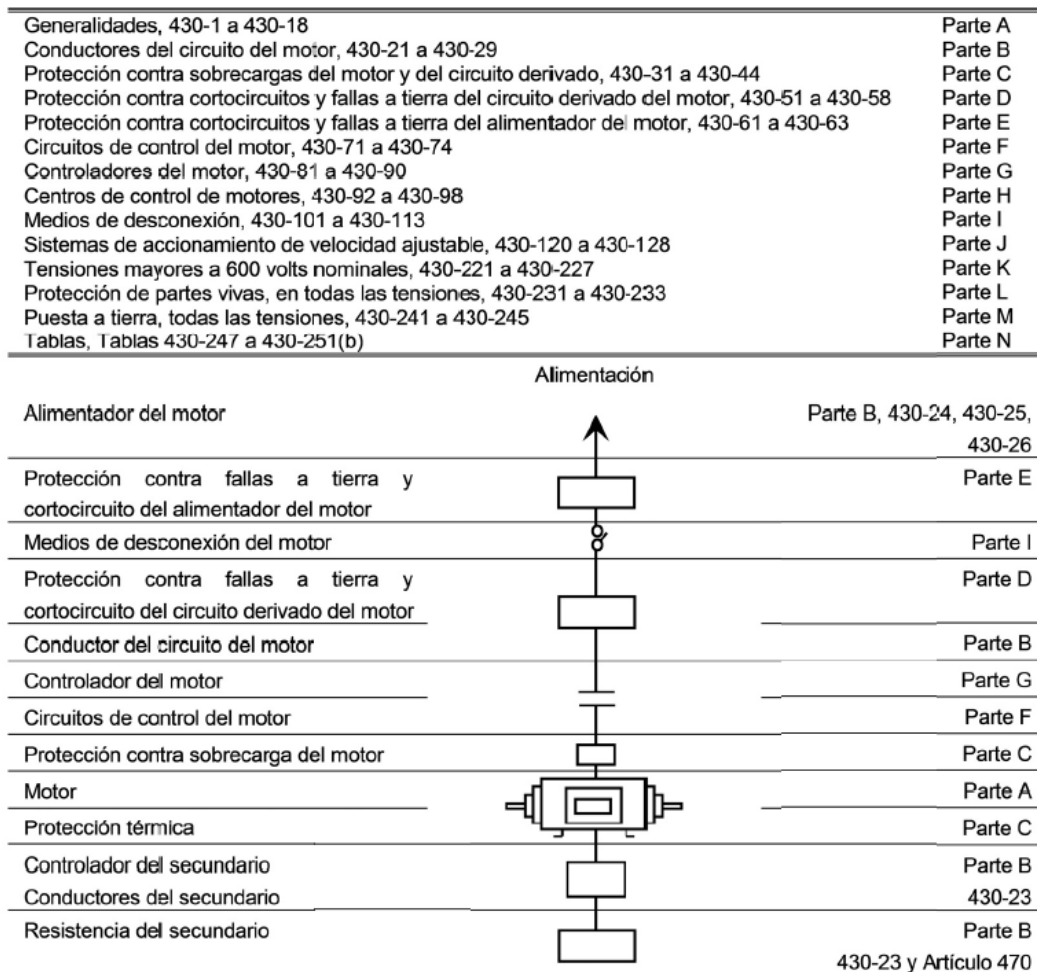 Generalidades, 430-1 a 430-18 Parte A
Conductores del circuito del motor, 430-21 a 430-29 Parte B
Protección contra sobrecargas del motor y del circuito derivado, 430-31 a 430-44 Parte C
Protección contra cortocircuitos y fallas a tierra del circuito derivado del motor, 430-51 a 430-58 Parte D
Protección contra cortocircuitos y fallas a tierra del alimentador del motor, 430-61 a 430-63 Parte E
Circuitos de control del motor, 430-71 a 430-74 Parte F
Controladores del motor, 430-81 a 430-90 Parte G
Centros de control de motores, 430-92 a 430-98 Parte H
Medios de desconexión, 430-101 a 430-113 Parte I
Sistemas de accionamiento de velocidad ajustable, 430-120 a 430-128 Parte J
Tensiones mayores a 600 volts nominales, 430-221 a 430-227 Parte K
Protección de partes vivas, en todas las tensiones, 430-231 a 430-233 Parte L
Puesta a tierra, todas las tensiones, 430-241 a 430-245 Parte M
Tablas, Tablas 430-247 a 430-251(b) Parte N
Alimentación
Alimentador del motor Parte B, 430-24, 430-25,
430-26
Protección contra fallas a tierra y Parte E
cortocircuito del alimentador del motor
Medios de desconexión del motor Parte I
Protección contra fallas a tierra y Parte D
cortocircuito del circuito derivado del motor
Conductor del circuito del motor Parte B
Controlador del motor Parte G
Circuitos de control del motor Parte F
Protección contra sobrecarga del motor Parte C
Motor Parte A
Protección térmica Parte C
Controlador del secundario Parte B
Conductores del secundario 430-23
Resistencia del secundario Parte B
430-23 y Artículo 470